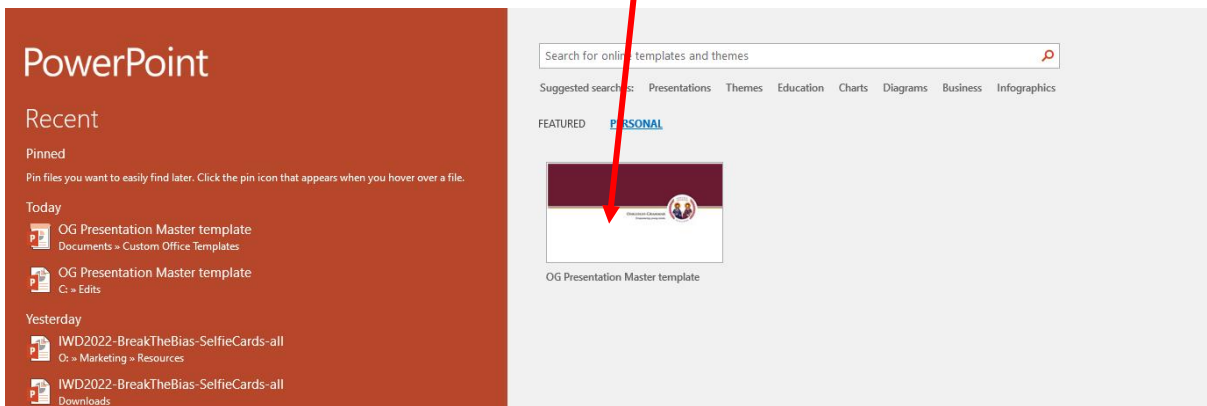 PowerPoint
Recent
Pinned
Pin files you want to easily find later. Click the pin icon that appears when you hover over a file.
Today
OG Presentation Master template
Documents » Custom Office Templates
OG Presentation Master template
C: » Edits
Yesterday
IWD2022-BreakTheBias-SelfieCards-all
O: » Marketing » Resources
IWD2022-BreakTheBias-SelfieCards-all
Downloads
Search for online templates and themes
Suggested searches: Presentations Themes Education Charts Diagrams Business Infographics
FEATURED PERSONAL
OG Presentation Master template